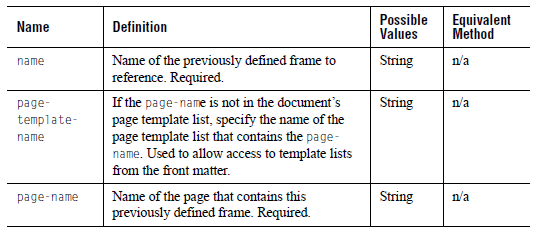 Name Definition Possible Values Equivalent Method
name Name of the previously defined frame to String n/a
reference. Required.
page- If the page-name is not in the document's String n/a
template- page template list, specify the name of the
name page template list that contains the page-
name. Used to allow access to template lists
from the front matter.
page-name Name of the page that contains this String n/a
previously defined frame. Required.